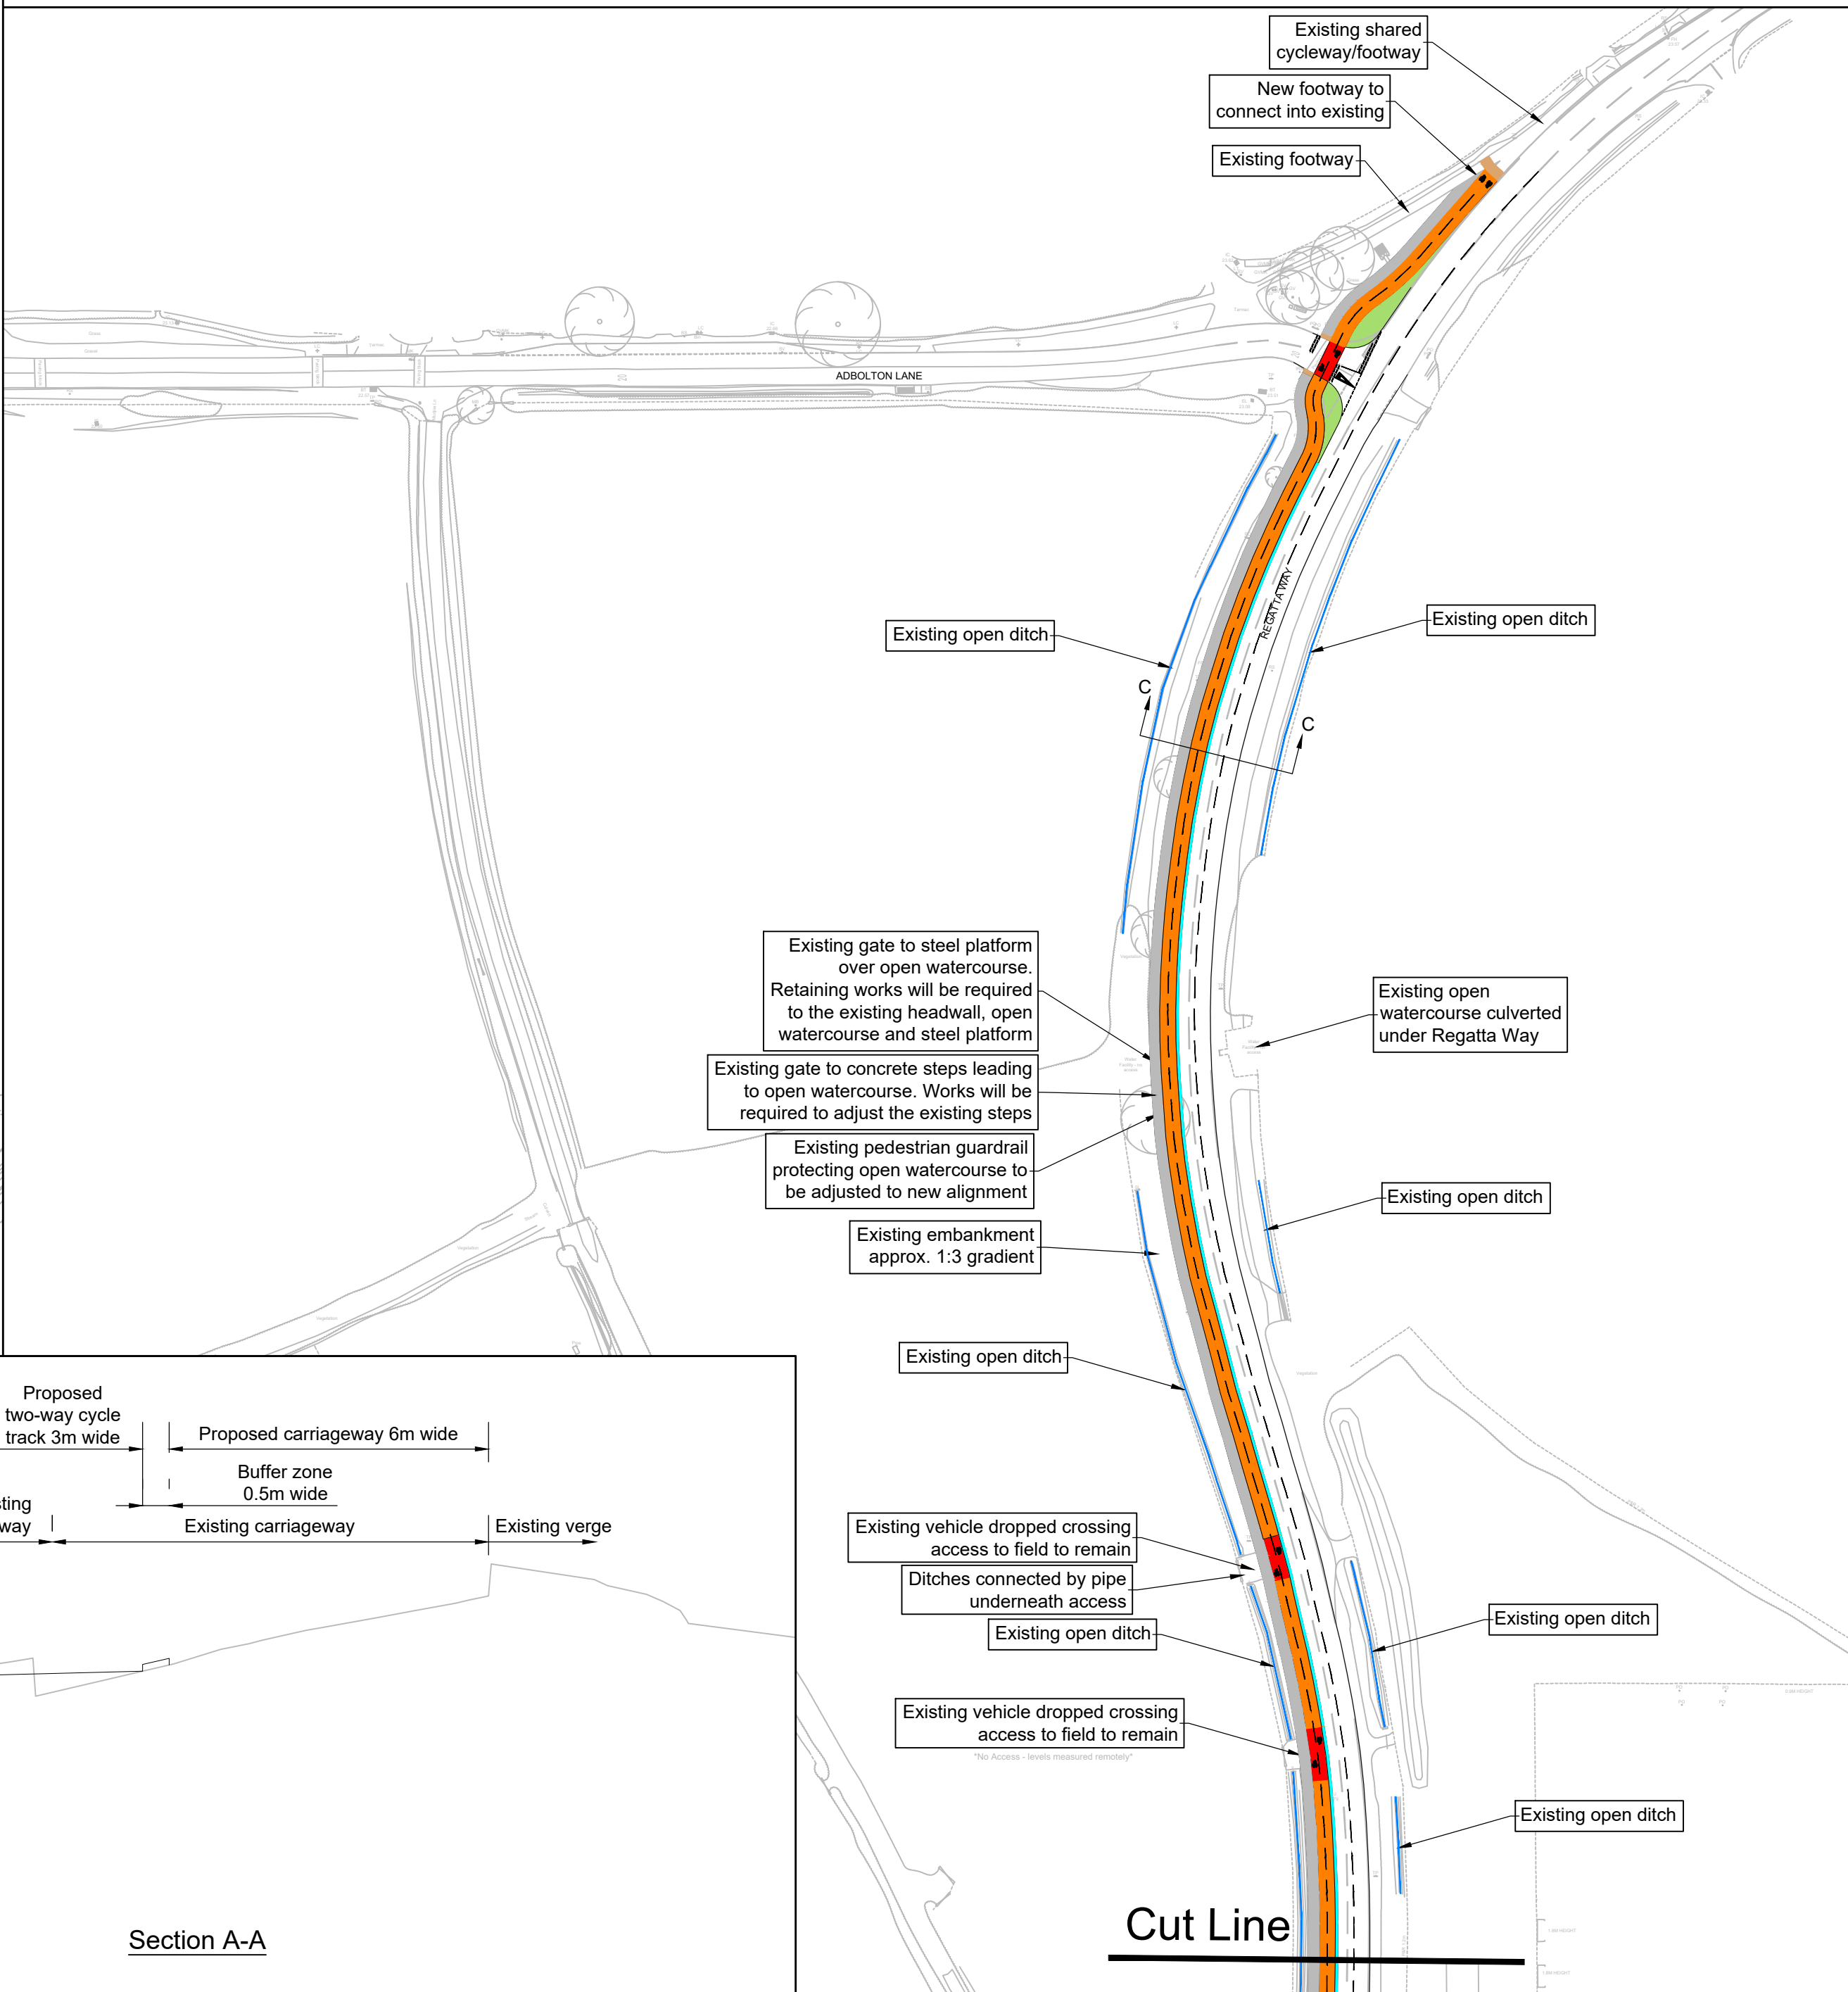 Existing shared
cycleway/footway
New footway to
connect into existing
Existing footway
ADBOLTON LANE
REGATTA WAY
Existing open ditch
Existing open ditch
C
C
Existing gate to steel platform
over open watercourse.
Retaining works will be required
to the existing headwall, open
watercourse and steel platform
Existing open
watercourse culverted
under Regatta Way
Existing gate to concrete steps leading
to open watercourse. Works will be
required to adjust the existing steps
Existing pedestrian guardrail
protecting open watercourse to
be adjusted to new alignment
Existing open ditch
Existing embankment
approx. 1:3 gradient
Existing open ditch
Proposed
two-way cycle
track 3m wide
Proposed carriageway 6m wide
Buffer zone
0.5m wide
Existing carriageway
Existing verge
Existing vehicle dropped crossing
access to field to remain
Ditches connected by pipe
underneath access
Existing open ditch
Existing open ditch
Existing vehicle dropped crossing
access to field to remain
"No Access - levels measured remotely"
Existing open ditch
Cut Line
Section A-A